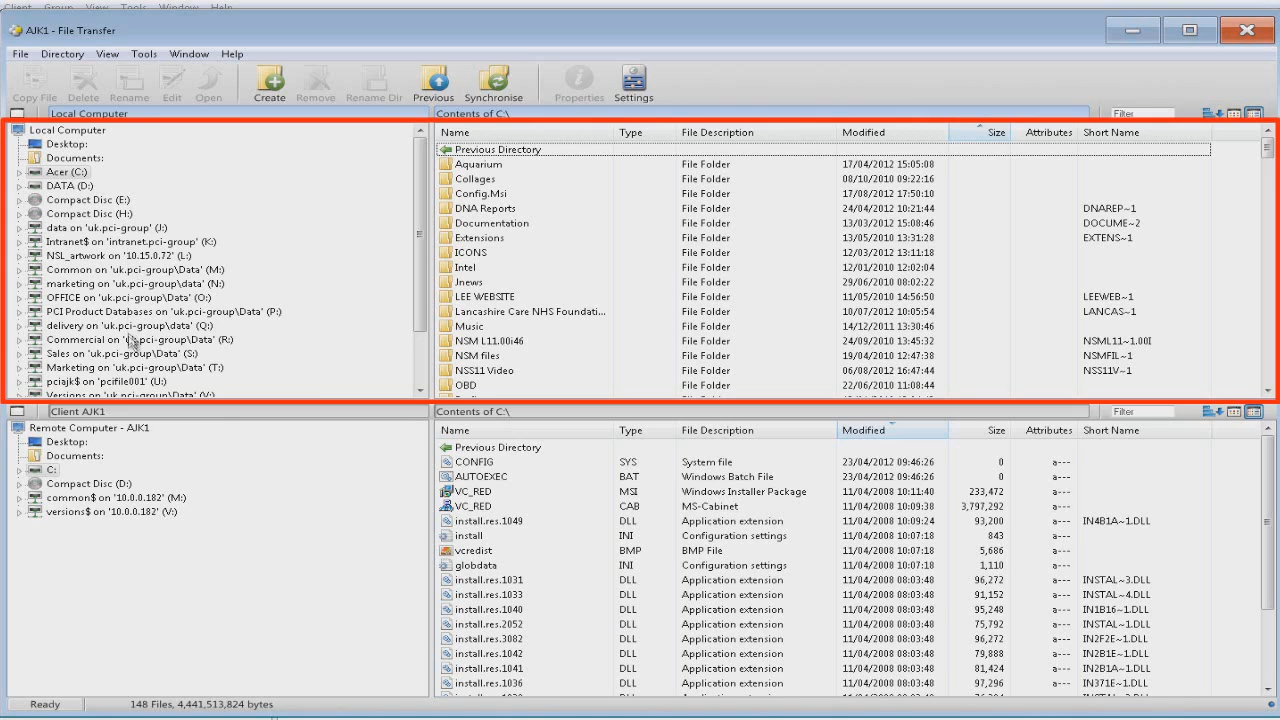 Client Group View Tools Window Help
AJK1 - File Transfer
File Directory View Tools Window Help
Copy File Delete Rename Edit Open Create Remove Rename Dir Previous Synchronise Properties Settings
Local Computer Contents of C:\ Filter
Local Computer
Desktop:
Documents:
Acer (C:)
DATA (D:)
Compact Disc (E:)
Compact Disc (H:)
data on 'uk.pci-group' (J:)
Intranet$ on 'intranet.pci-group' (K:)
NSL_artwork on '10.15.0.72' (L:)
Common on 'uk.pci-group\Data' (M:)
marketing on 'uk.pci-group\data' (N:)
OFFICE on 'uk.pci-group\Data' (O:)
PCI Product Databases on 'uk.pci-group\Data' (P:)
delivery on 'uk.pci-group\data' (Q:)
Commercial on 'uk.pci-group\Data' (R:)
Sales on 'uk.pci-group\Data' (S:)
Marketing on 'uk.pci-group\Data' (T:)
pciajk$ on 'pcifile001' (U:)
Versions on 'uk.pci-group\Data' (V:)
Name Type File Description Modified Size Attributes Short Name
Previous Directory
Aquarium File Folder 17/04/2012 15:05:08
Collages File Folder 08/10/2010 09:22:16
Config.Msi File Folder 17/08/2012 17:50:10
DNA Reports File Folder 24/04/2012 10:21:44 DNAREP~1
Documentation File Folder 13/03/2012 15:08:46 DOCUME~2
Extensions File Folder 13/05/2010 13:31:28 EXTENS~1
ICONS File Folder 12/03/2012 13:11:18
Intel File Folder 12/01/2010 12:02:04
Jnews File Folder 29/06/2010 08:02:22
LEE WEBSITE File Folder 11/05/2010 14:56:50 LEEWEB~1
Lancashire Care NHS Foundati... File Folder 10/07/2012 10:05:54 LANCAS~1
Music File Folder 14/12/2011 13:30:46
NSM L11.00i46 File Folder 24/09/2010 13:45:32 NSML11~1.00I
NSM files File Folder 19/04/2010 12:47:38 NSMFIL~1
NSS11 Video File Folder 06/08/2012 16:47:44 NSS11V~1
OBD File Folder 22/06/2010 11:08:44
Client AJK1 Contents of C:\ Filter
Remote Computer - AJK1
Desktop:
Documents:
C:
Compact Disc (D:)
common$ on '10.0.0.182' (M:)
versions$ on '10.0.0.182' (V:)
Name Type File Description Modified Size Attributes Short Name
Previous Directory
CONFIG SYS System file 23/04/2012 09:46:26 0 a---
AUTOEXEC BAT Windows Batch File 23/04/2012 09:46:26 0 a---
VC_RED MSI Windows Installer Package 11/04/2008 10:11:40 233,472 a---
VC_RED CAB MS-Cabinet 11/04/2008 10:09:38 3,797,292 a---
install.res.1049 DLL Application extension 11/04/2008 10:09:24 93,200 a--- IN4B1A~1.DLL
install INI Configuration settings 11/04/2008 10:07:18 843 a---
vcredist BMP BMP File 11/04/2008 10:07:18 5,686 a---
globdata INI Configuration settings 11/04/2008 10:07:18 1,110 a---
install.res.1031 DLL Application extension 11/04/2008 08:03:48 96,272 a--- INSTAL~3.DLL
install.res.1033 DLL Application extension 11/04/2008 08:03:48 91,152 a--- INSTAL~4.DLL
install.res.1040 DLL Application extension 11/04/2008 08:03:48 95,248 a--- IN1B16~1.DLL
install.res.2052 DLL Application extension 11/04/2008 08:03:48 75,792 a--- INSTAL~1.DLL
install.res.3082 DLL Application extension 11/04/2008 08:03:48 96,272 a--- IN2F2E~1.DLL
install.res.1042 DLL Application extension 11/04/2008 08:03:48 79,888 a--- IN2B1E~1.DLL
install.res.1041 DLL Application extension 11/04/2008 08:03:48 81,424 a--- IN2B1A~1.DLL
install.res.1036 DLL Application extension 11/04/2008 08:03:48 97,296 a--- IN371E~1.DLL
Ready 148 Files, 4,441,513,824 bytes